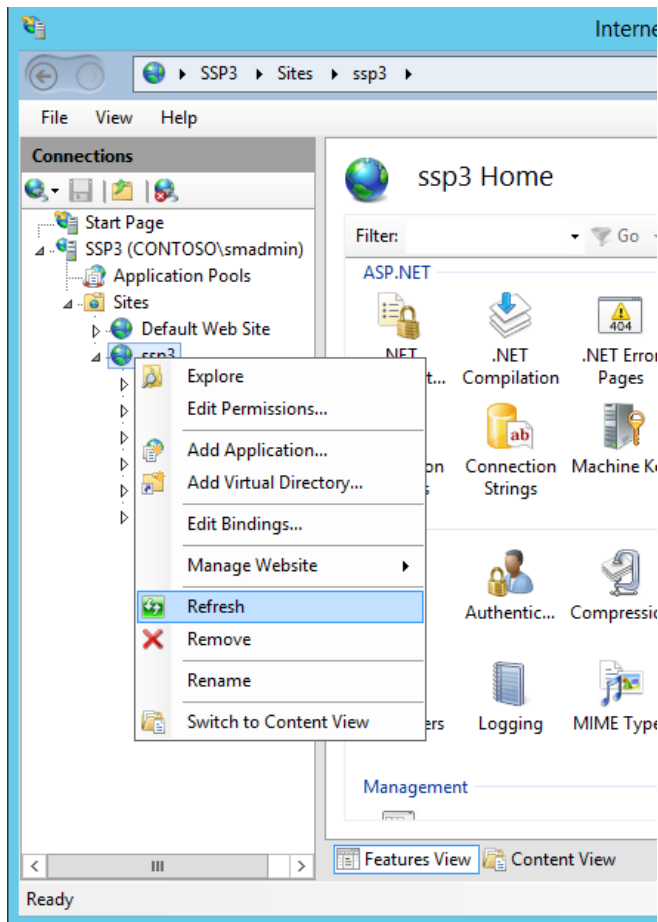 Interne
SSP3 Sites ssp3
File View Help
Connections
Start Page
SSP3 (CONTOSO\smadmin)
Application Pools
Sites
Default Web Site
ssp3
Explore
Edit Permissions...
Add Application...
Add Virtual Directory...
Edit Bindings...
Manage Website
Refresh
Remove
Rename
Switch to Content View
ssp3 Home
Filter: Go
ASP.NET
.NET
Compilation
404
.NET Error
Pages
ab
Connection
Strings
Machine Ke
Authentic...
Compressio
Logging
MIME Type
Management
Features View Content View
Ready